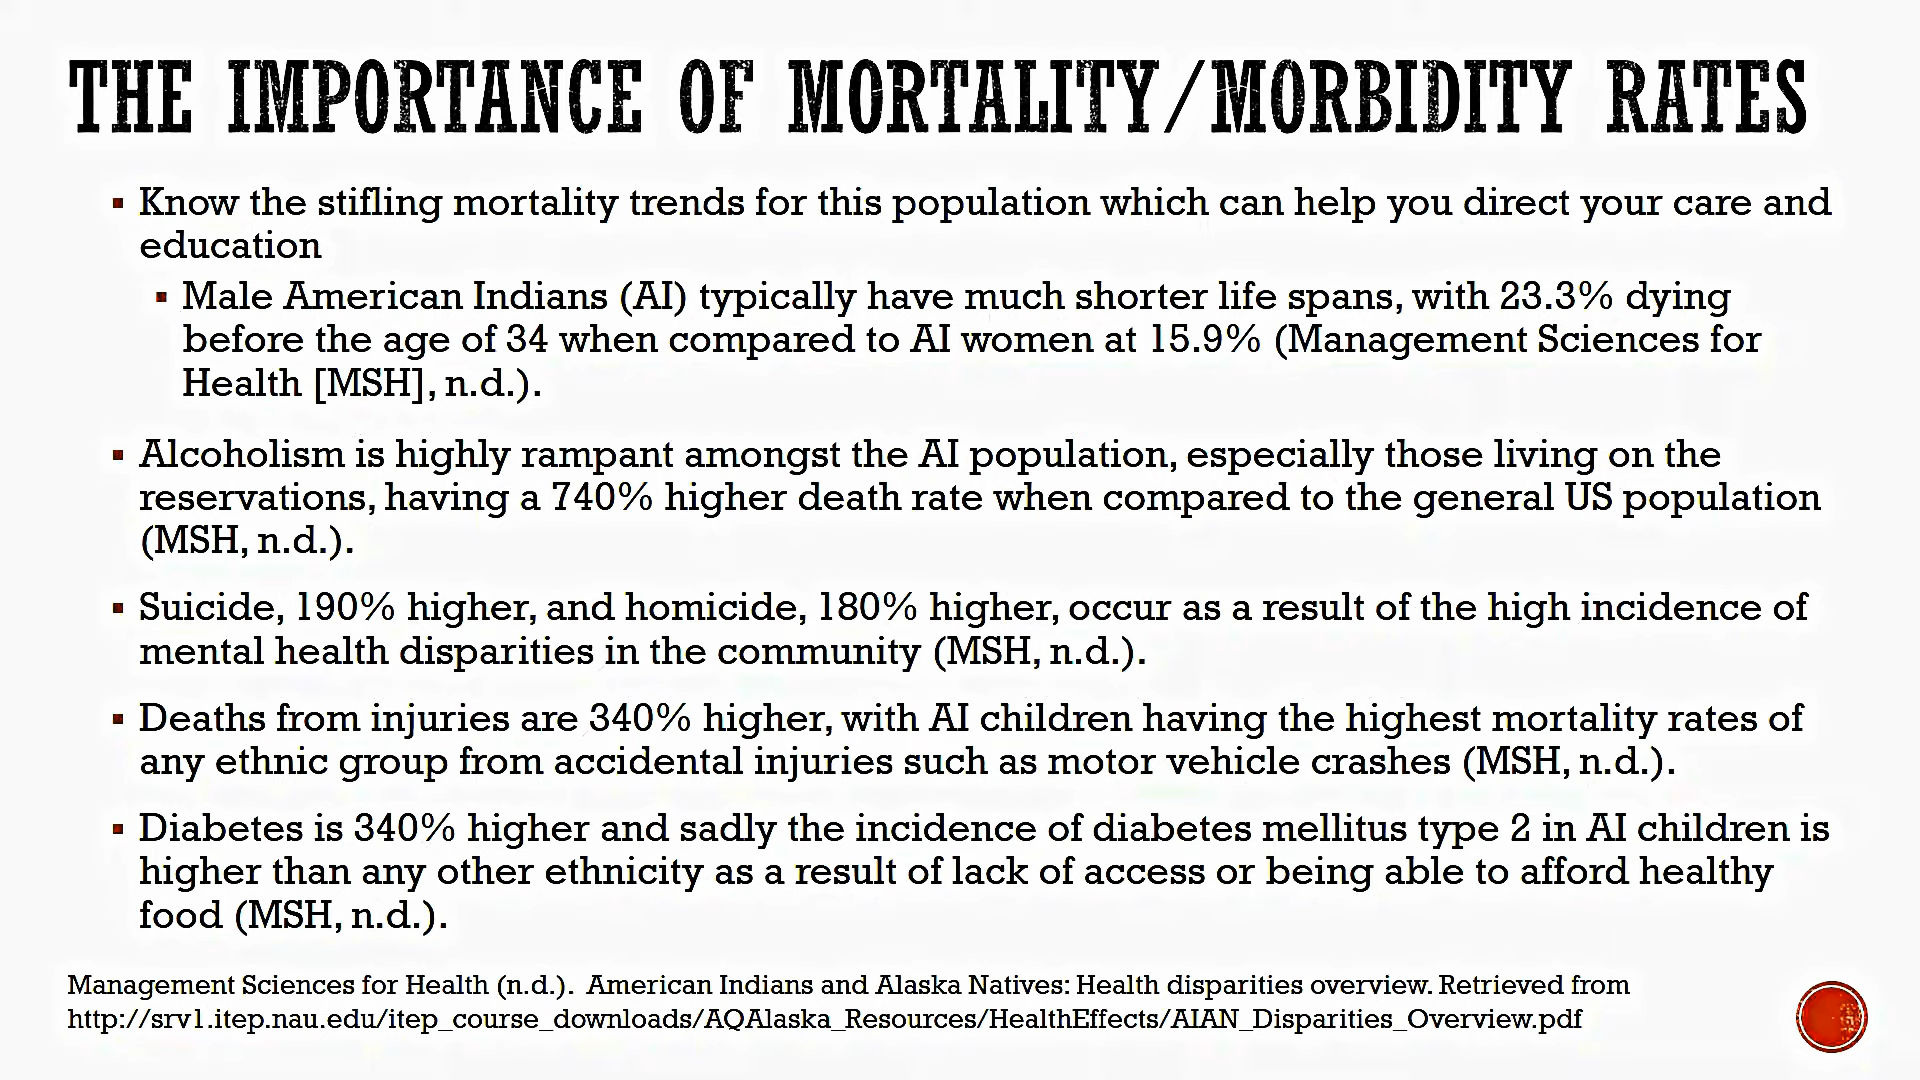 THE IMPORTANCE OF MORTALITY/MORBIDITY RATES
▪ Know the stifling mortality trends for this population which can help you direct your care and
education
▪ Male American Indians (AI) typically have much shorter life spans, with 23.3% dying
before the age of 34 when compared to AI women at 15.9% (Management Sciences for
Health [MSH], n.d.).
▪ Alcoholism is highly rampant amongst the AI population, especially those living on the
reservations, having a 740% higher death rate when compared to the general US population
(MSH, n.d.).
▪ Suicide, 190% higher, and homicide, 180% higher, occur as a result of the high incidence of
mental health disparities in the community (MSH, n.d.).
▪ Deaths from injuries are 340% higher, with AI children having the highest mortality rates of
any ethnic group from accidental injuries such as motor vehicle crashes (MSH, n.d.).
▪ Diabetes is 340% higher and sadly the incidence of diabetes mellitus type 2 in AI children is
higher than any other ethnicity as a result of lack of access or being able to afford healthy
food (MSH, n.d.).
Management Sciences for Health (n.d.). American Indians and Alaska Natives: Health disparities overview. Retrieved from
http://srv1.itep.nau.edu/itep_course_downloads/AQAlaska_Resources/HealthEffects/AIAN_Disparities_Overview.pdf